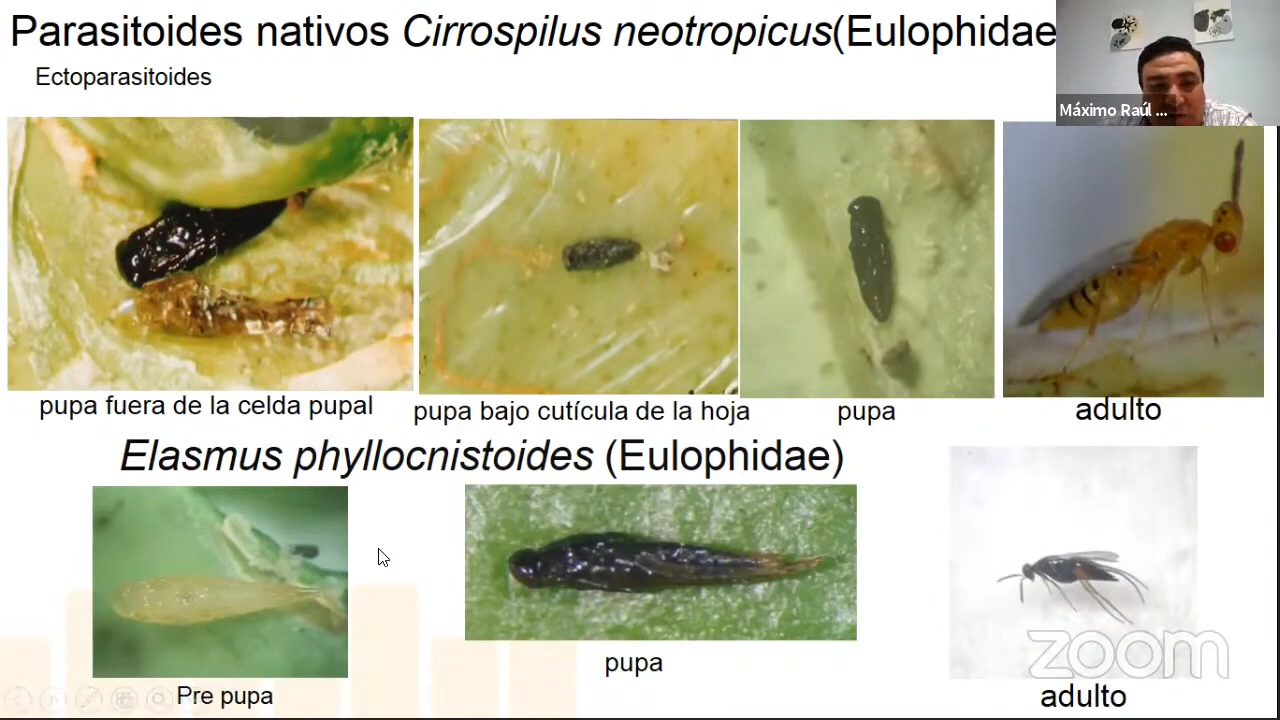 Parasitoides nativos Cirrospilus neotropicus(Eulophidae
Ectoparasitoides
Máximo Raúl ...
pupa fuera de la celda pupal
pupa bajo cutícula de la hoja
pupa
adulto
Elasmus phyllocnistoides (Eulophidae)
Pre pupa
pupa
adulto
zoom